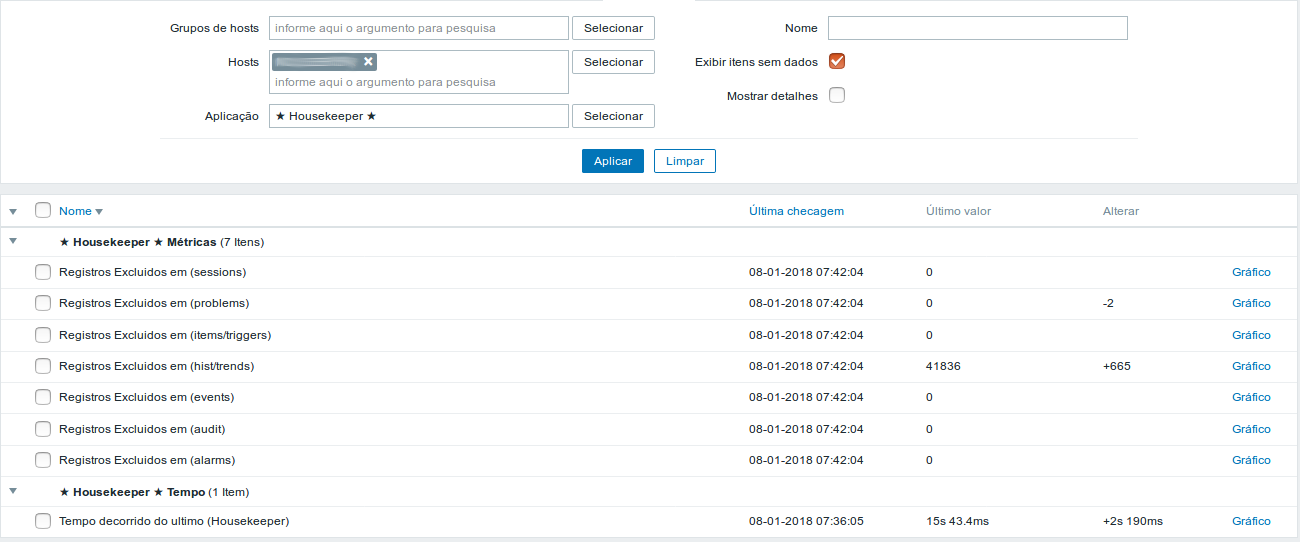 Grupos de hosts informe aqui o argumento para pesquisa Selecionar Nome
Hosts Selecionar Exibir itens sem dados
informe aqui o argumento para pesquisa
Mostrar detalhes
Aplicação ★ Housekeeper ★ Selecionar
Aplicar Limpar
Nome Última checagem Último valor Alterar
★ Housekeeper ★ Métricas (7 Itens)
Registros Excluidos em (sessions) 08-01-2018 07:42:04 0 Gráfico
Registros Excluidos em (problems) 08-01-2018 07:42:04 0 -2 Gráfico
Registros Excluidos em (items/triggers) 08-01-2018 07:42:04 0 Gráfico
Registros Excluidos em (hist/trends) 08-01-2018 07:42:04 41836 +665 Gráfico
Registros Excluidos em (events) 08-01-2018 07:42:04 0 Gráfico
Registros Excluidos em (audit) 08-01-2018 07:42:04 0 Gráfico
Registros Excluidos em (alarms) 08-01-2018 07:42:04 0 Gráfico
★ Housekeeper ★ Tempo (1 Item)
Tempo decorrido do ultimo (Housekeeper) 08-01-2018 07:36:05 15s 43.4ms +2s 190ms Gráfico